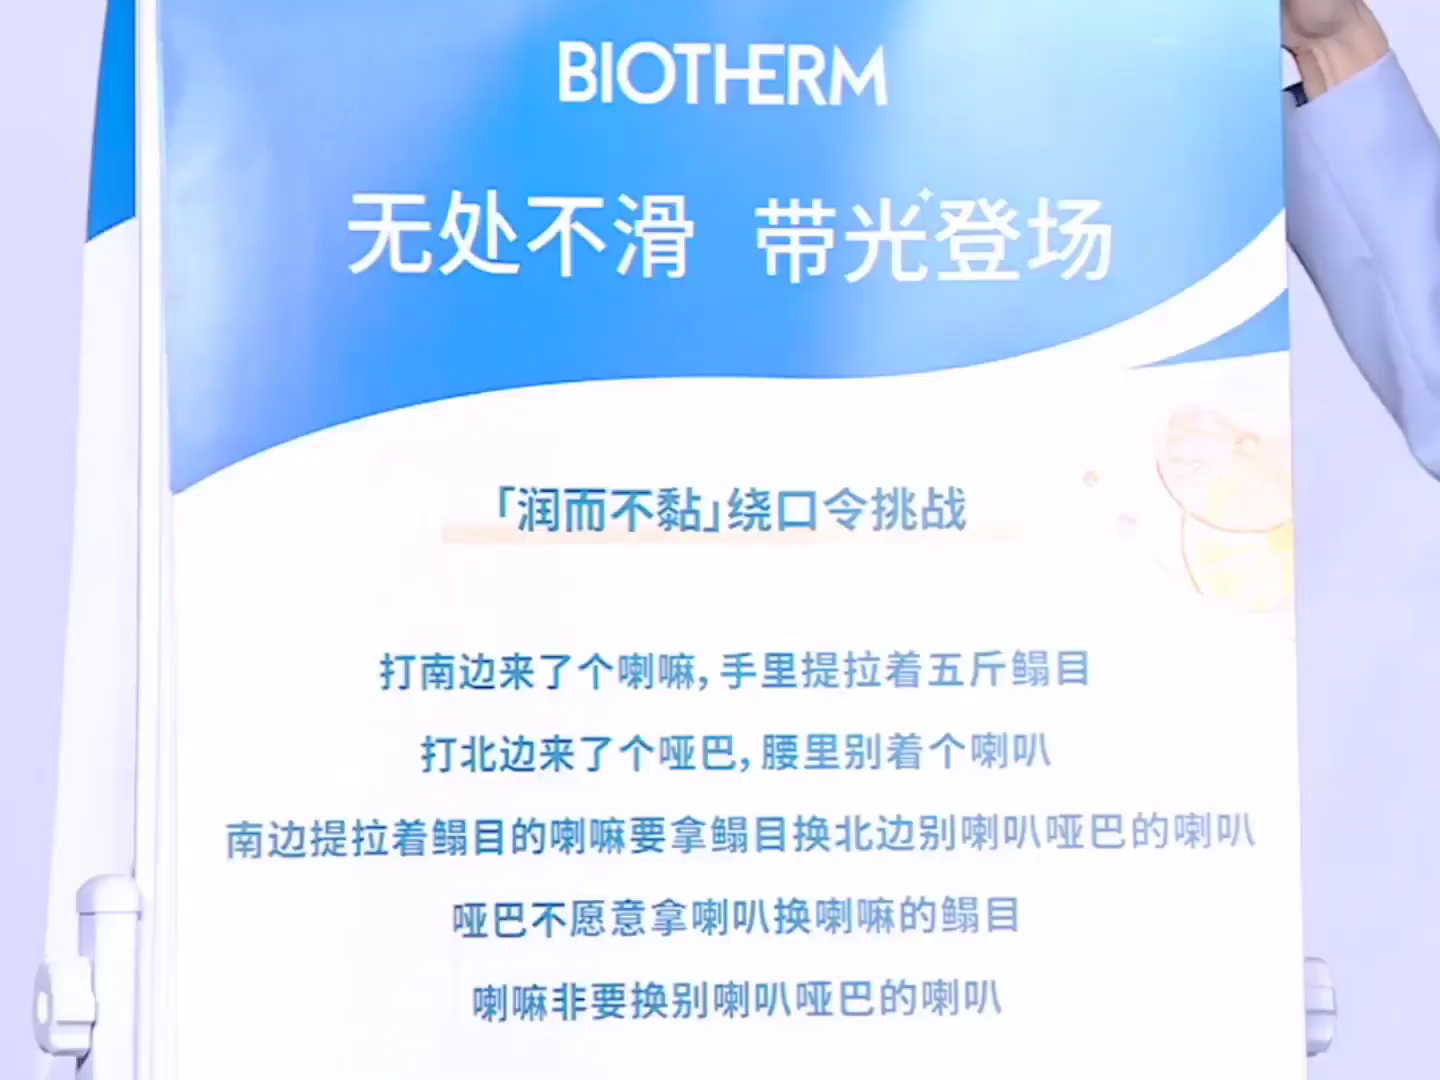 BIOTHERM
无处不滑 带光登场
「润而不黏」绕口令挑战
打南边来了个喇嘛，手里提拉着五斤鳎目
打北边来了个哑巴，腰里别着个喇叭
南边提拉着鳎目的喇嘛要拿鳎目换北边别喇叭哑巴的喇叭
哑巴不愿意拿喇叭换喇嘛的鳎目
喇嘛非要换别喇叭哑巴的喇叭